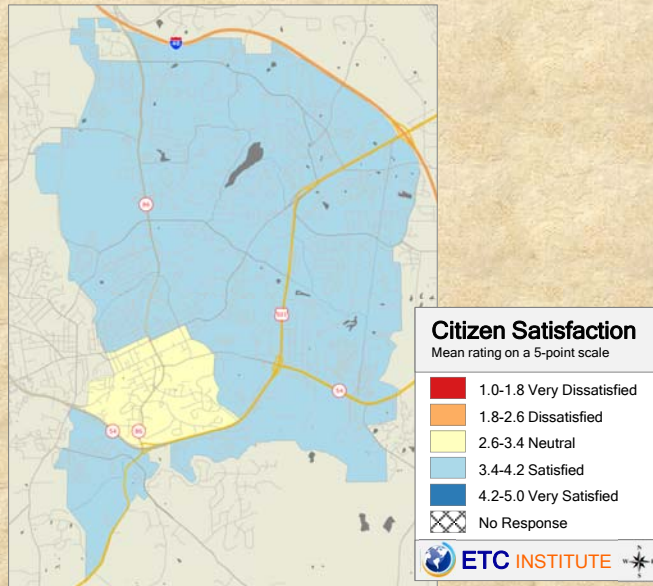 40
86
501
54
54
86
Citizen Satisfaction
Mean rating on a 5-point scale
1.0-1.8 Very Dissatisfied
1.8-2.6 Dissatisfied
2.6-3.4 Neutral
3.4-4.2 Satisfied
4.2-5.0 Very Satisfied
No Response
ETC INSTITUTE
N
W
E
S